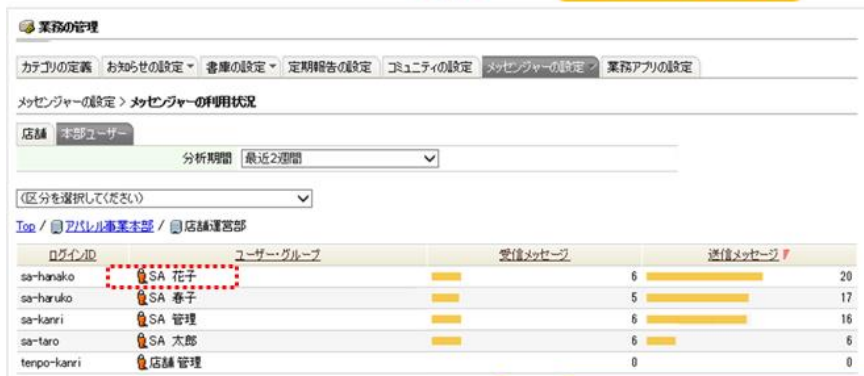 業務の管理
カテゴリの定義 お知らせの設定 書庫の設定 定期報告の設定 コミュニティの設定 メッセンジャーの設定 業務アプリの設定
メッセンジャーの設定 > メッセンジャーの利用状況
店舗 本部ユーザー
分析期間 最近2週間
(区分を選択してください)
Top / アパレル事業本部 / 店舗運営部
ログインID ユーザー・グループ 受信メッセージ 送信メッセージ
sa-hanako SA 花子 6 20
sa-haruko SA 春子 5 17
sa-kanri SA 管理 6 16
sa-taro SA 太郎 6 6
tenpo-kanri 店舗 管理 0 0